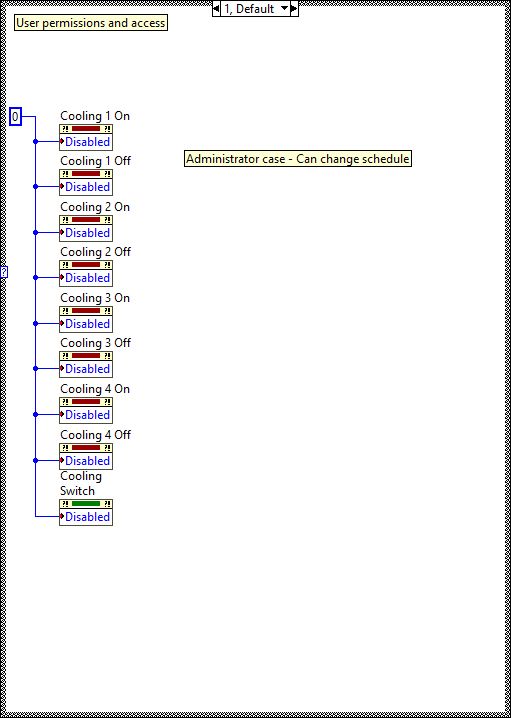 1, Default
User permissions and access
0
Cooling 1 On
?! ?!
Disabled
Administrator case - Can change schedule
Cooling 1 Off
?! ?!
Disabled
Cooling 2 On
?! ?!
Disabled
Cooling 2 Off
?! ?!
Disabled
?
Cooling 3 On
?! ?!
Disabled
Cooling 3 Off
?! ?!
Disabled
Cooling 4 On
?! ?!
Disabled
Cooling 4 Off
?! ?!
Disabled
Cooling
Switch
?! ?!
Disabled